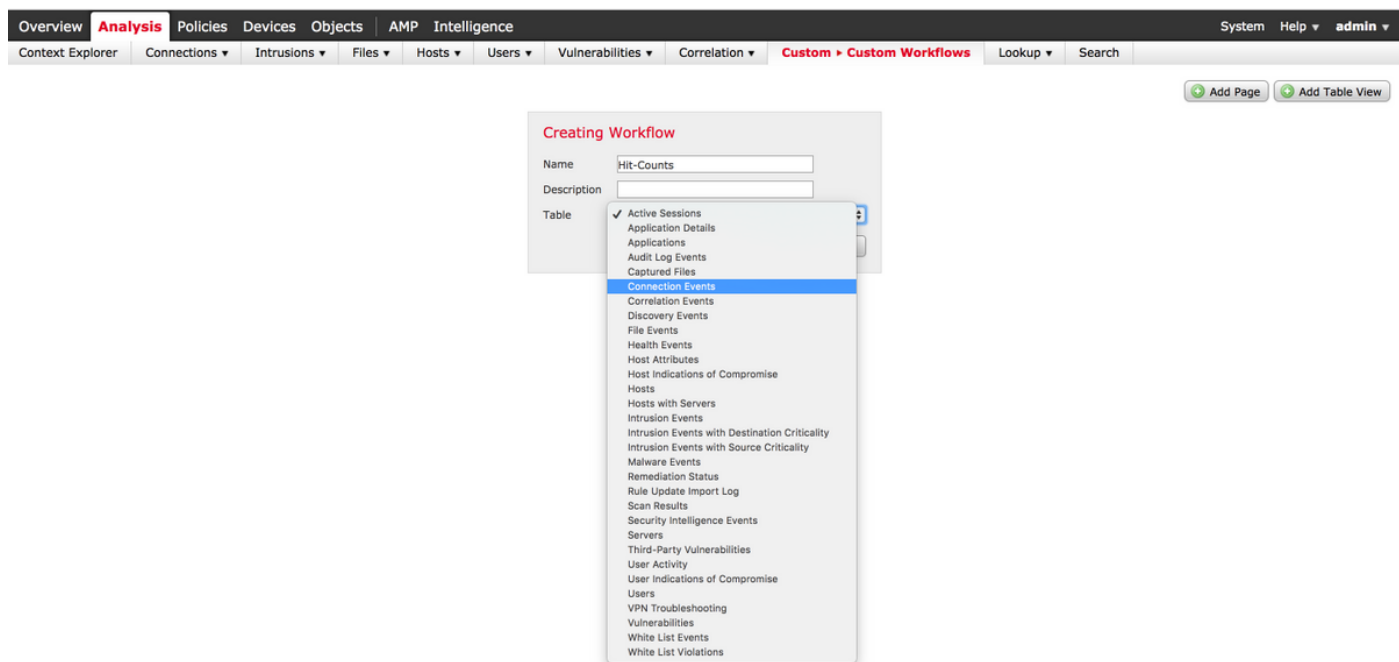 Overview Analysis Policies Devices Objects AMP Intelligence System Help admin
Context Explorer Connections Intrusions Files Hosts Users Vulnerabilities Correlation Custom Custom Workflows Lookup Search
Add Page Add Table View
Creating Workflow
Name Hit-Counts
Description
Table Active Sessions
Application Details
Applications
Audit Log Events
Captured Files
Connection Events
Correlation Events
Discovery Events
File Events
Health Events
Host Attributes
Host Indications of Compromise
Hosts
Hosts with Servers
Intrusion Events
Intrusion Events with Destination Criticality
Intrusion Events with Source Criticality
Malware Events
Remediation Status
Rule Update Import Log
Scan Results
Security Intelligence Events
Servers
Third-Party Vulnerabilities
User Activity
User Indications of Compromise
Users
VPN Troubleshooting
Vulnerabilities
White List Events
White List Violations